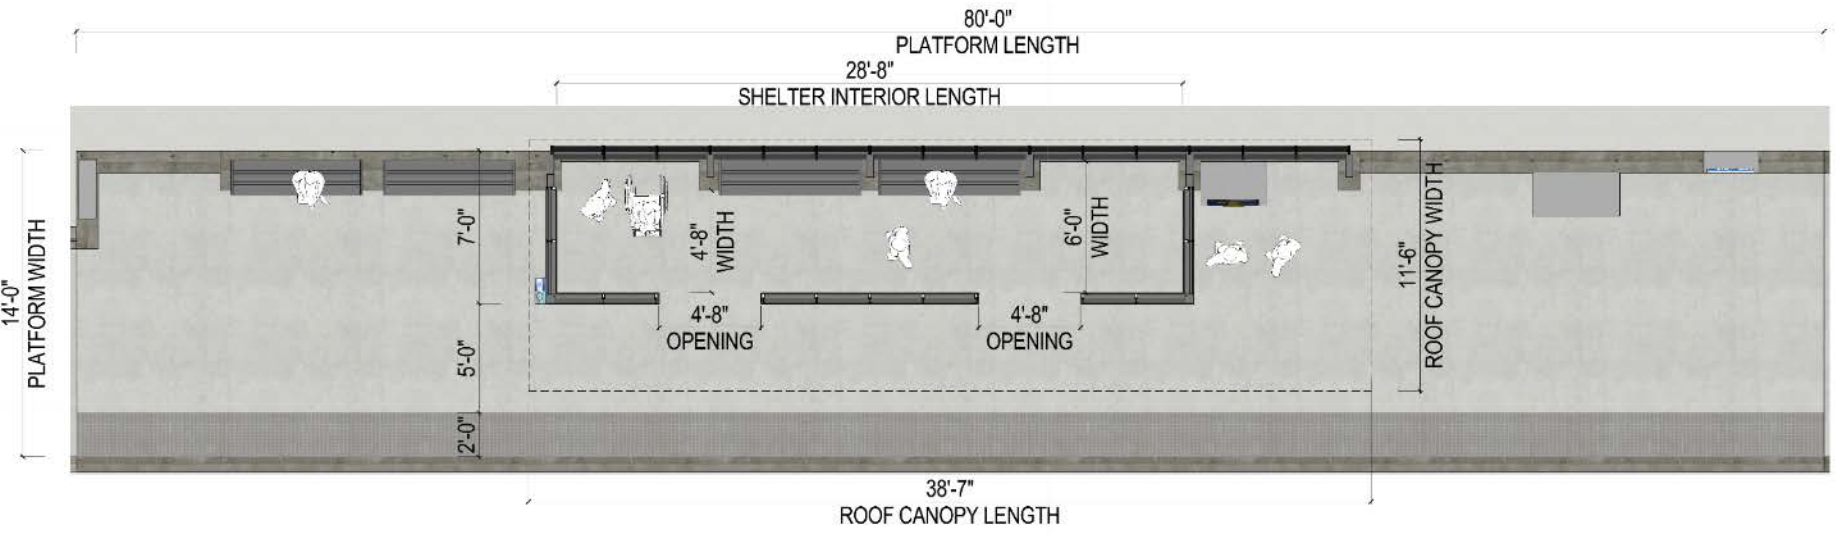 80'-0"
PLATFORM LENGTH
28'-8"
SHELTER INTERIOR LENGTH
14'-0"
PLATFORM WIDTH
7'-0"
5'-0"
2'-0"
4'-8"
WIDTH
6'-0"
WIDTH
4'-8"
OPENING
4'-8"
OPENING
11'-6"
ROOF CANOPY WIDTH
38'-7"
ROOF CANOPY LENGTH